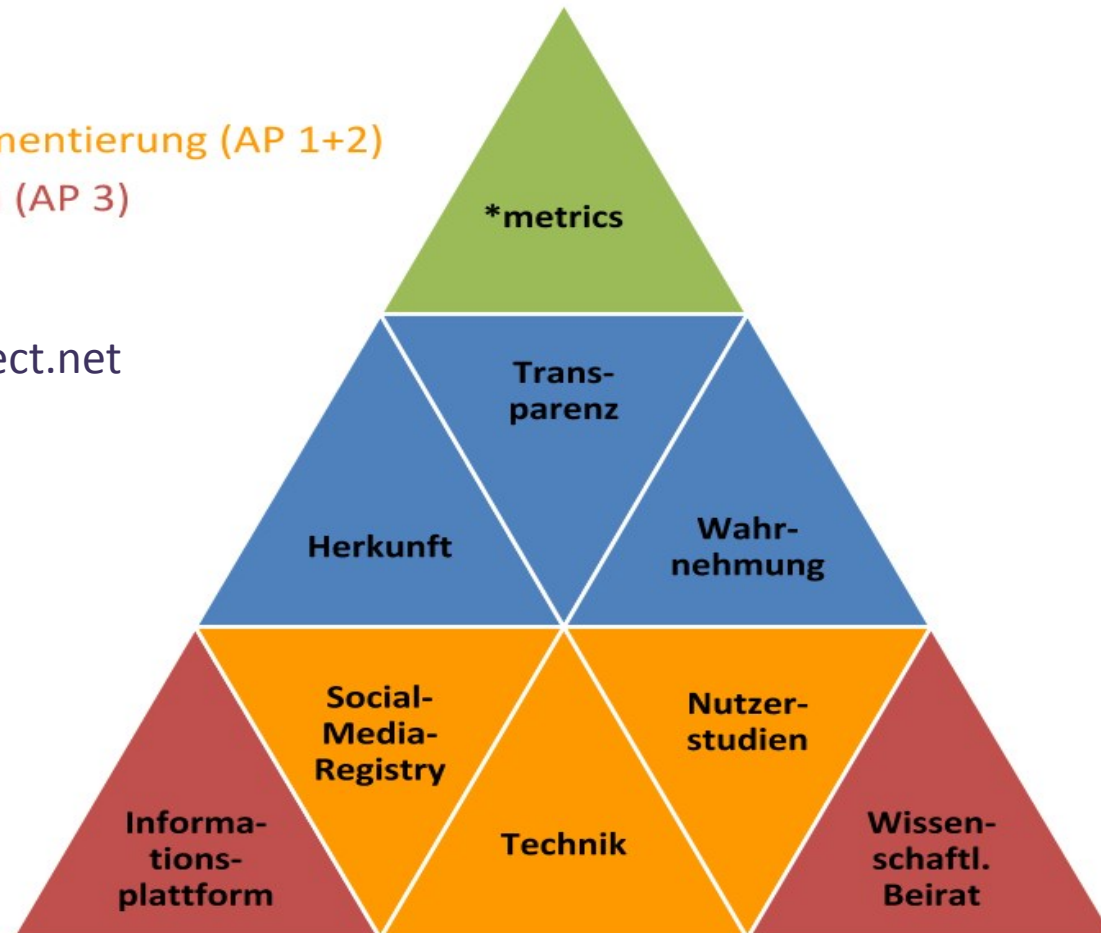 mentierung (AP 1+2)
(AP 3)
ect.net
*metrics
Trans-
parenz
Herkunft
Wahr-
nehmung
Social-
Media-
Registry
Nutzer-
studien
Informa-
tions-
plattform
Technik
Wissen-
schaftl.
Beirat